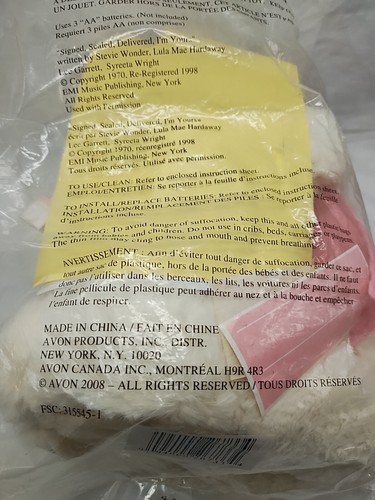 UN JOUET. GARDER HORS DE LA PORTÉE DES
SEULEMENT. CET ARTICLE N'EST PAS
Uses 3 "AA" batteries. (Not included)
Requiert 3 piles AA (non comprises)
"Signed, Sealed, Delivered, I'm Yours"
written by Stevie Wonder, Lula Mae Hardaway
Lee Garrett, Syreeta Wright
© Copyright 1970, Re-Registered 1998
EMI Music Publishing, New York
All Rights Reserved
Used with Permission
"Signed, Sealed, Delivered, I'm Yours»
écrit par Stevie Wonder, Lula Mae Hardaway
Lee Garrett, Syreeta Wright
© Copyright 1970, réenregistré 1998
EMI Music Publishing, New York
Tous droits réservés. Utilisé avec permission.
TO USE/CLEAN: Refer to enclosed instruction sheet.
EMPLOI/ENTRETIEN: Se reporter à la feuille d'instructions incluse.
TO INSTALL/REPLACE BATTERIES: Refer to enclosed instruction sheet.
INSTALLATION/REMPLACEMENT DES PILES : Se reporter à la feuille
d'instructions incluse.
WARNING: To avoid danger of suffocation, keep this and all other plastic bags
away from babies and children. Do not use in cribs, beds, carriages or playpens.
The thin film may cling to nose and mouth and prevent breathing.
AVERTISSEMENT : Afin d'éviter tout danger de suffocation, garder ce sac, et
tout autre sac de plastique, hors de la portée des bébés et des enfants. Il ne faut
donc pas l'utiliser dans les berceaux, les lits, les voitures ni les parcs d'enfants.
La fine pellicule de plastique peut adhérer au nez et à la bouche et empêcher
l'enfant de respirer.
MADE IN CHINA / FAIT EN CHINE
AVON PRODUCTS, INC., DISTR.
NEW YORK, N.Y. 10020
AVON CANADA INC., MONTRÉAL H9R 4R3
© AVON 2008 – ALL RIGHTS RESERVED / TOUS DROITS RÉSERVÉS
FSC: 315545-1